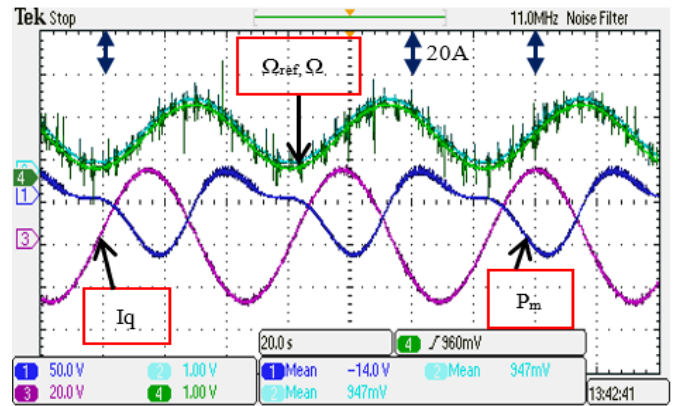 Tek Stop 11.0MHz Noise Filter
20A
Ωref, Ω
2
4
1
3
Iq
Pm
20.0 s 4 ∫ 960mV
1 50.0 V 2 1.00 V 1 Mean -14.0 V 2 Mean 947mV
3 20.0 V 4 1.00 V 2 Mean 947mV 13:42:41